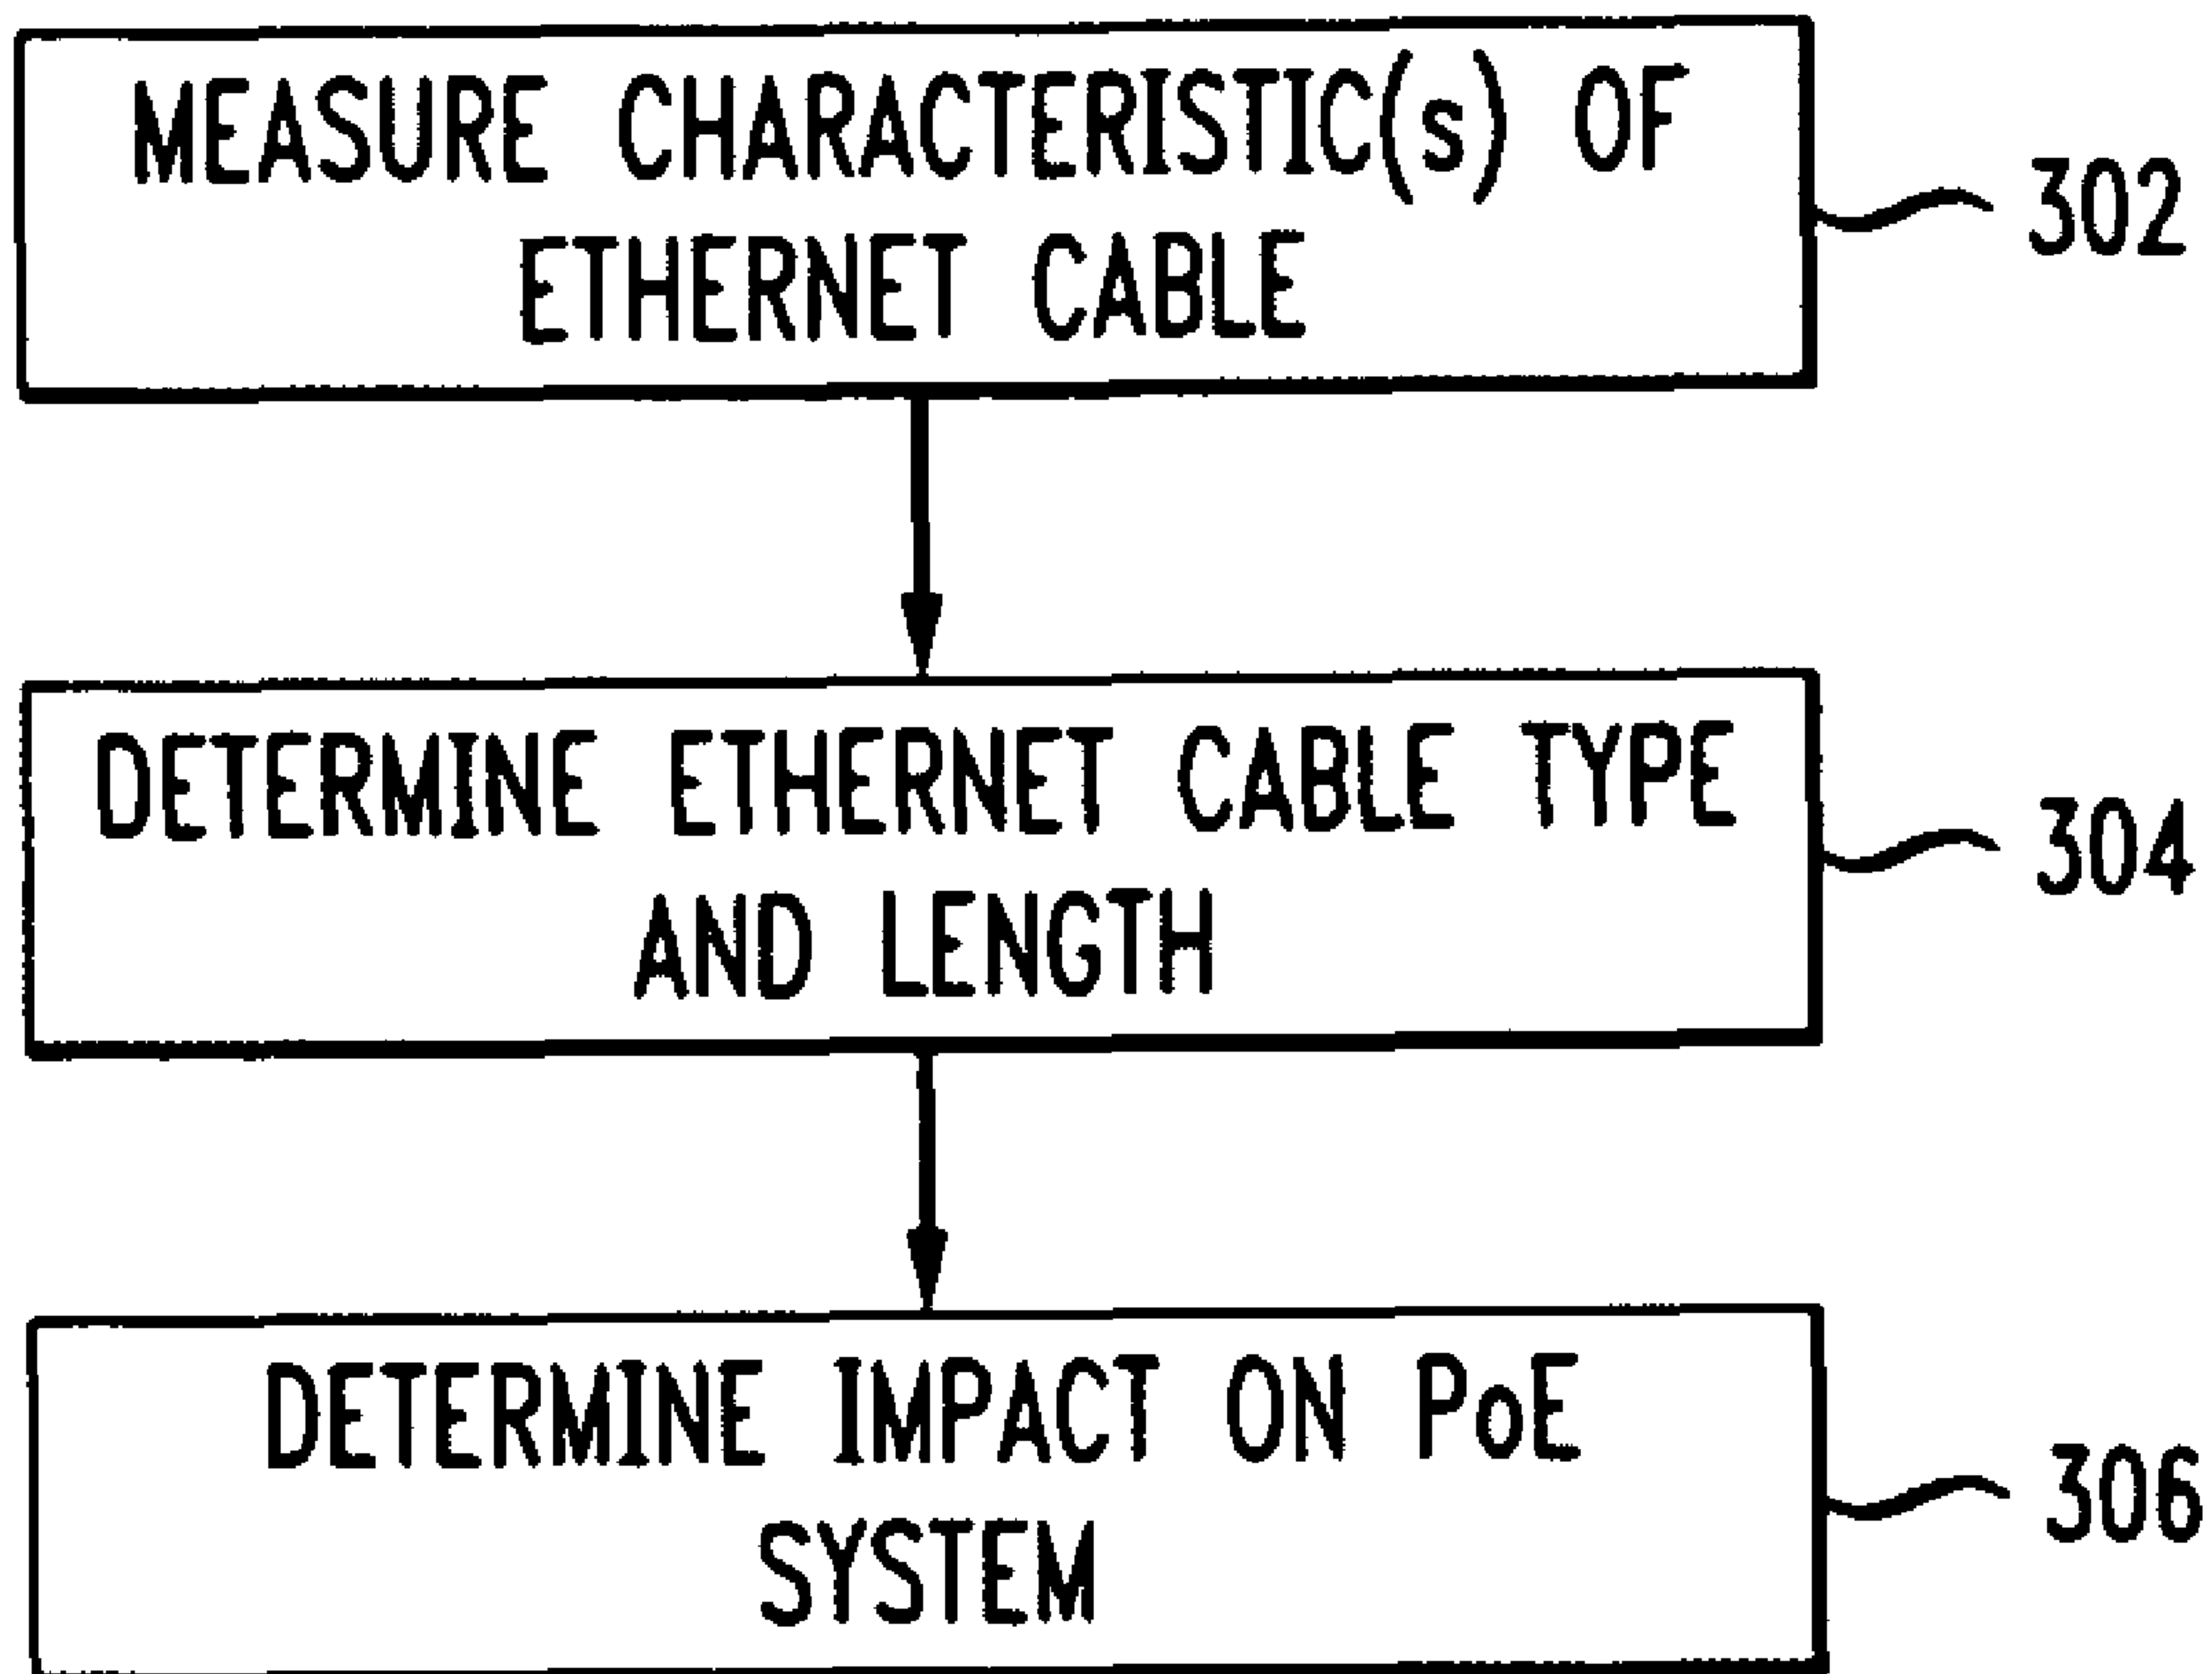 MEASURE CHARACTERISTIC(s) OF
ETHERNET CABLE
302
DETERMINE ETHERNET CABLE TYPE
AND LENGTH
304
DETERMINE IMPACT ON PoE
SYSTEM
306